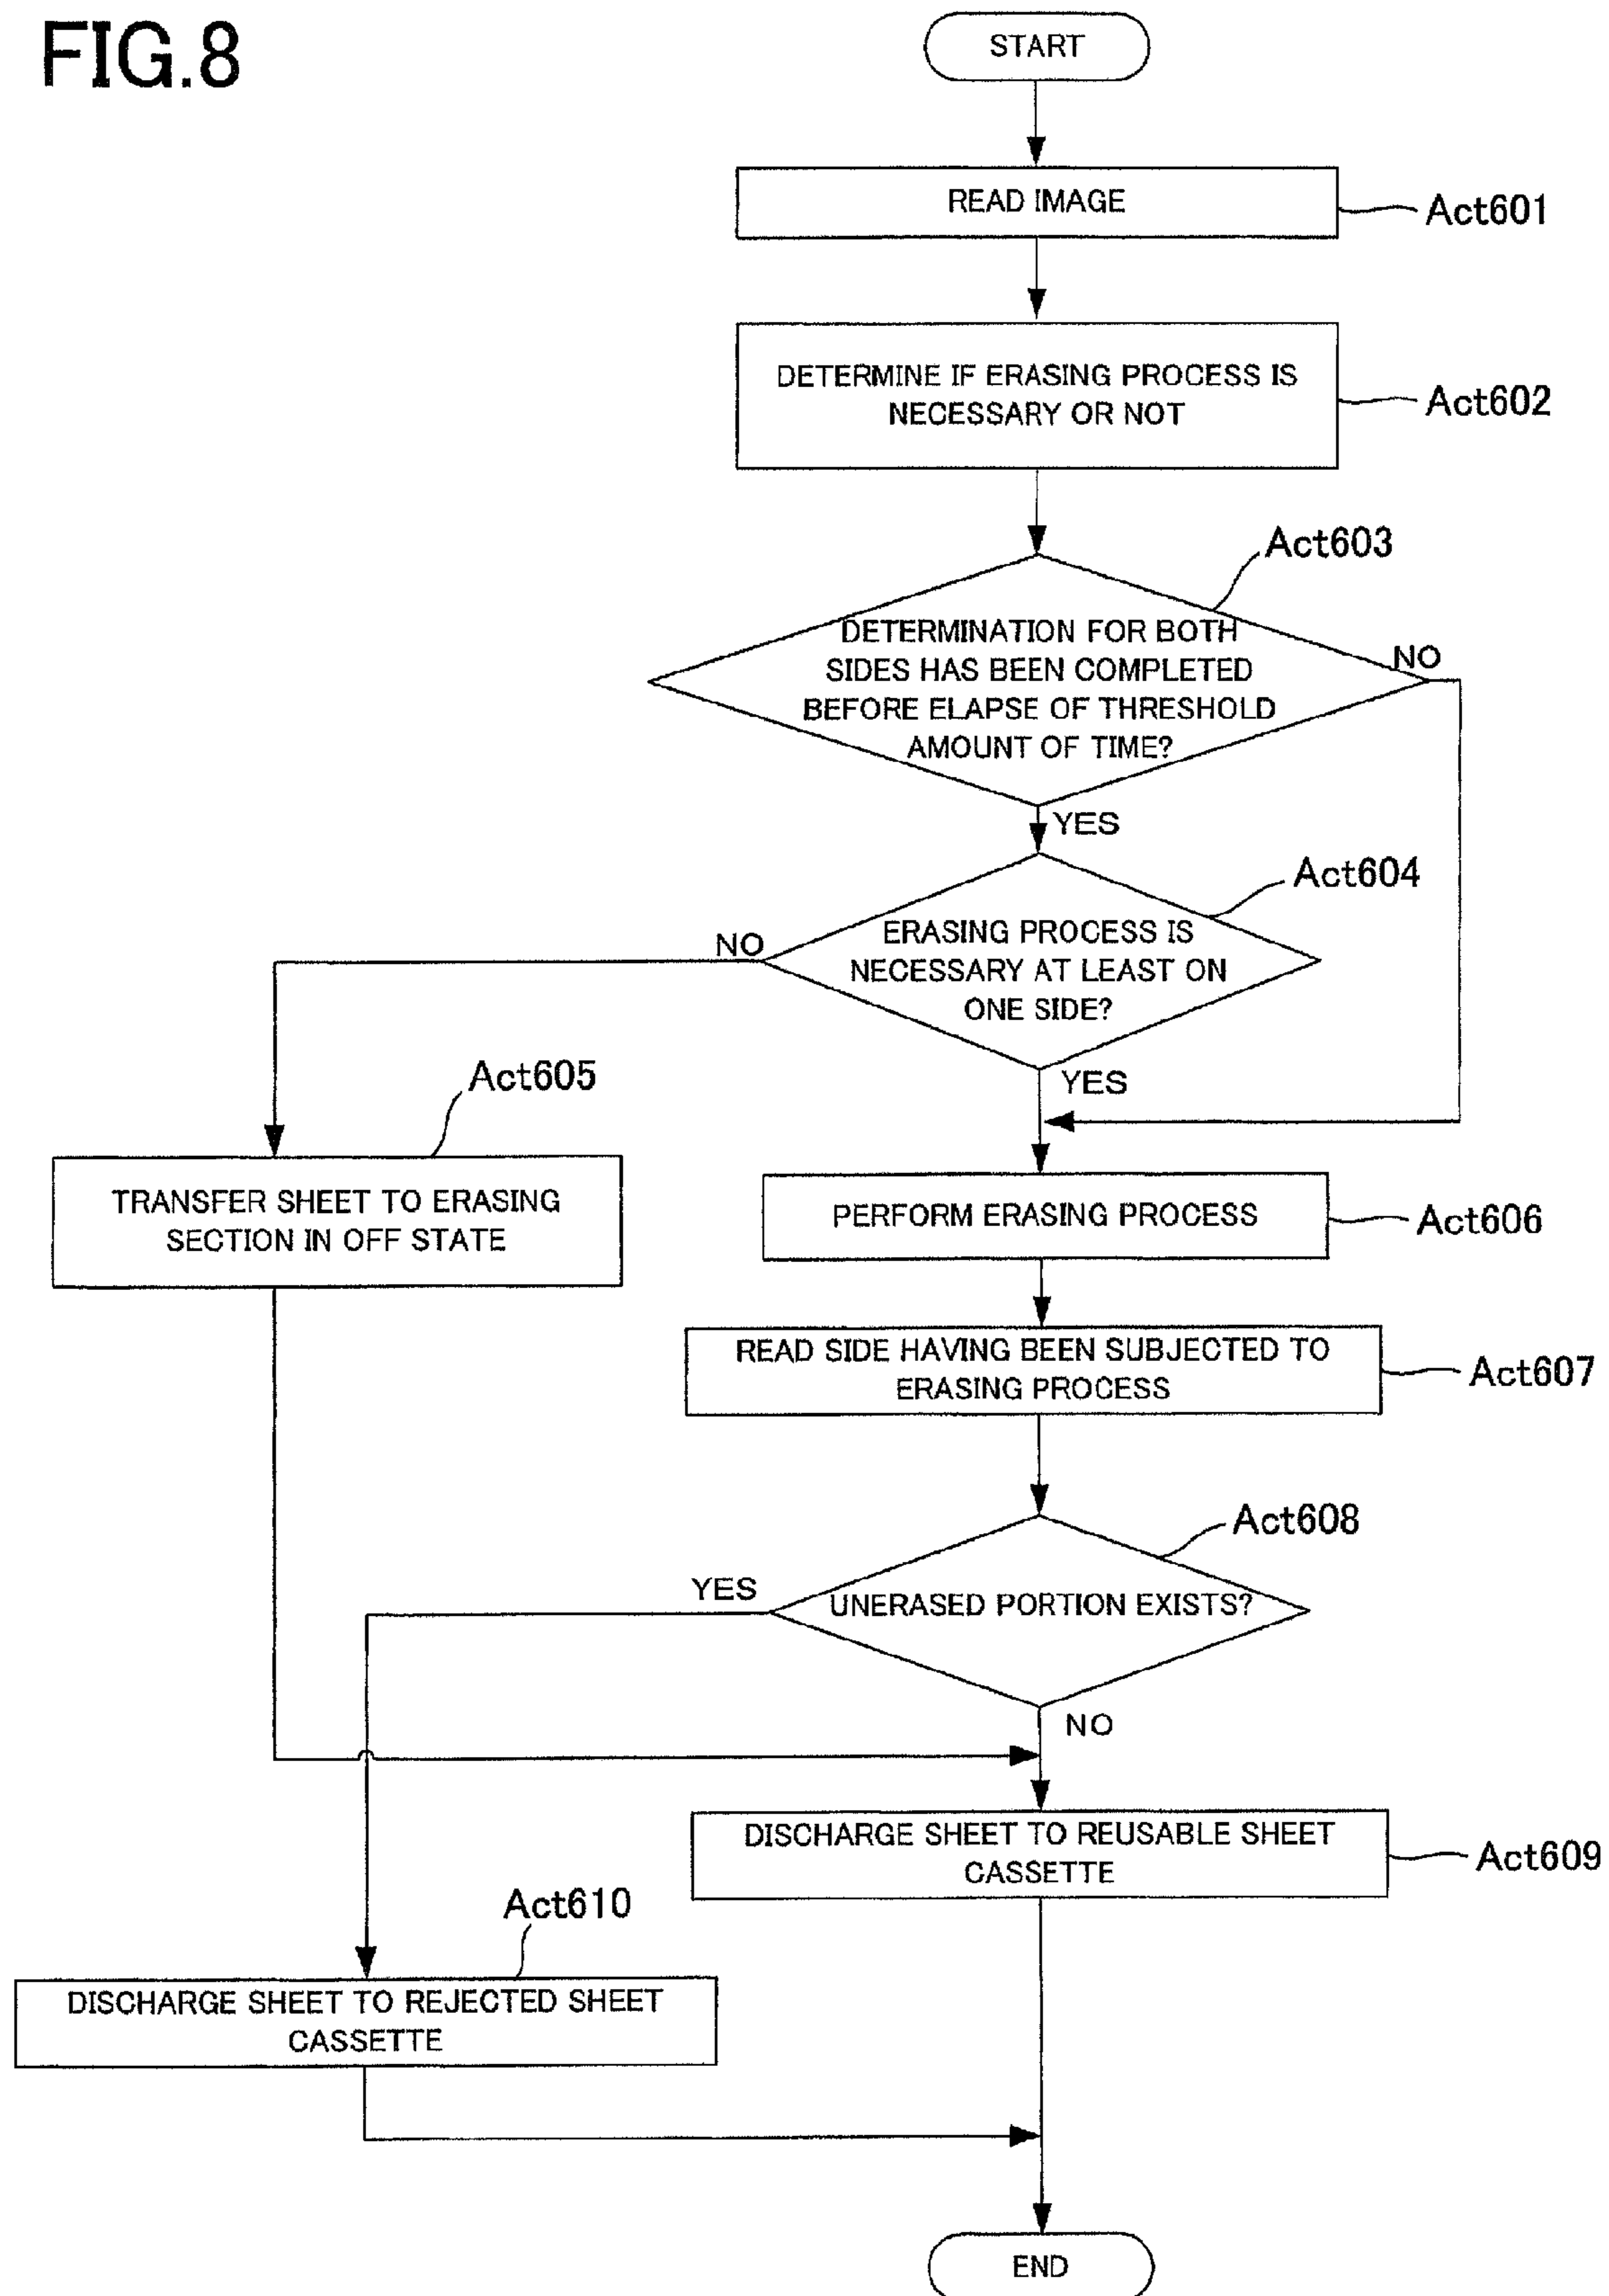 FIG.8
START
READ IMAGE
Act601
DETERMINE IF ERASING PROCESS IS
NECESSARY OR NOT
Act602
Act603
DETERMINATION FOR BOTH
SIDES HAS BEEN COMPLETED
BEFORE ELAPSE OF THRESHOLD
AMOUNT OF TIME?
NO
YES
Act604
ERASING PROCESS IS
NECESSARY AT LEAST ON
ONE SIDE?
NO
YES
Act605
TRANSFER SHEET TO ERASING
SECTION IN OFF STATE
PERFORM ERASING PROCESS
Act606
READ SIDE HAVING BEEN SUBJECTED TO
ERASING PROCESS
Act607
Act608
UNERASED PORTION EXISTS?
YES
NO
DISCHARGE SHEET TO REUSABLE SHEET
CASSETTE
Act609
Act610
DISCHARGE SHEET TO REJECTED SHEET
CASSETTE
END